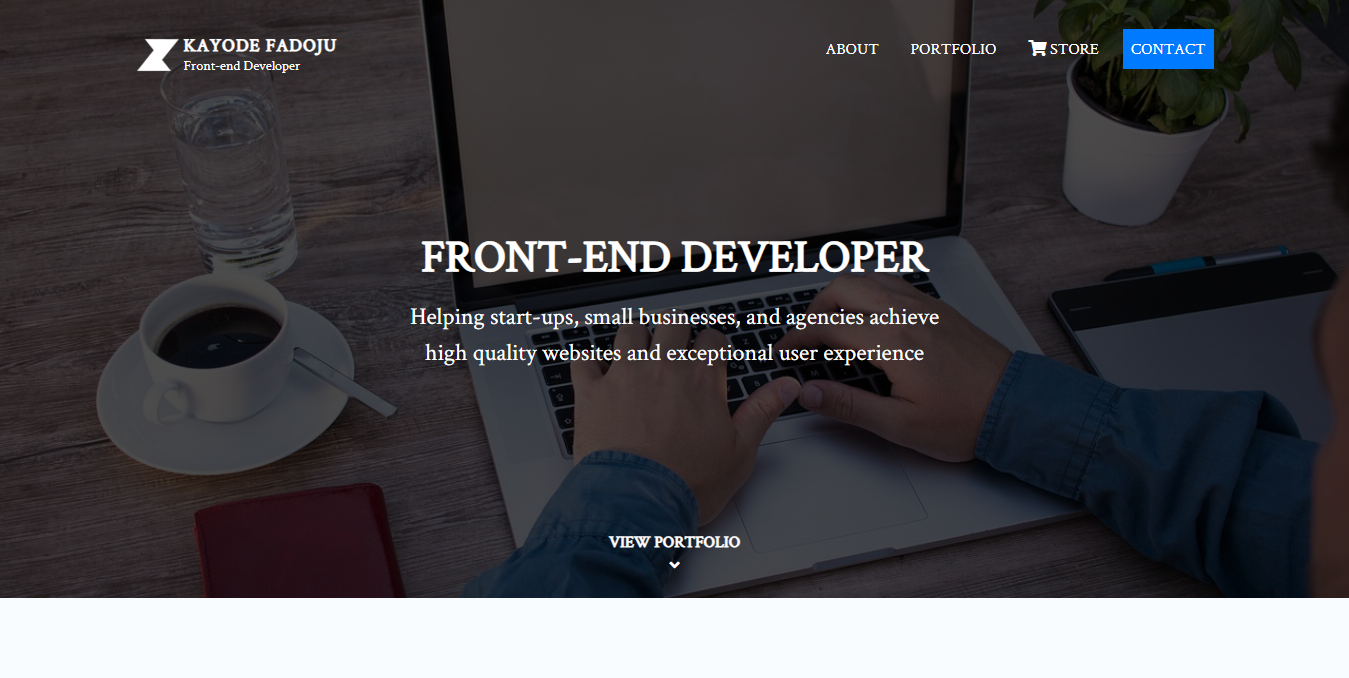 KAYODE FADOJU
Front-end Developer
ABOUT
PORTFOLIO
STORE
CONTACT
FRONT-END DEVELOPER
Helping start-ups, small businesses, and agencies achieve
high quality websites and exceptional user experience
VIEW PORTFOLIO